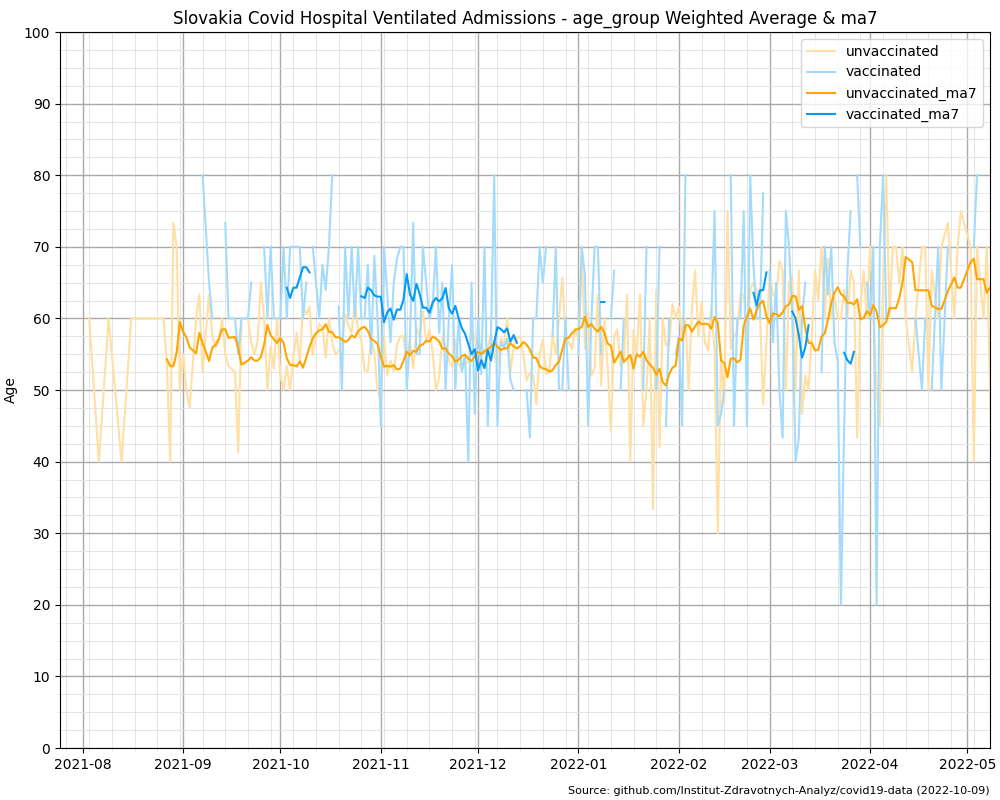 Slovakia Covid Hospital Ventilated Admissions - age_group Weighted Average & ma7
unvaccinated
vaccinated
unvaccinated_ma7
vaccinated_ma7
Age
100
90
80
70
60
50
40
30
20
10
0
2021-08 2021-09 2021-10 2021-11 2021-12 2022-01 2022-02 2022-03 2022-04 2022-05
Source: github.com/Institut-Zdravotnych-Analyz/covid19-data (2022-10-09)